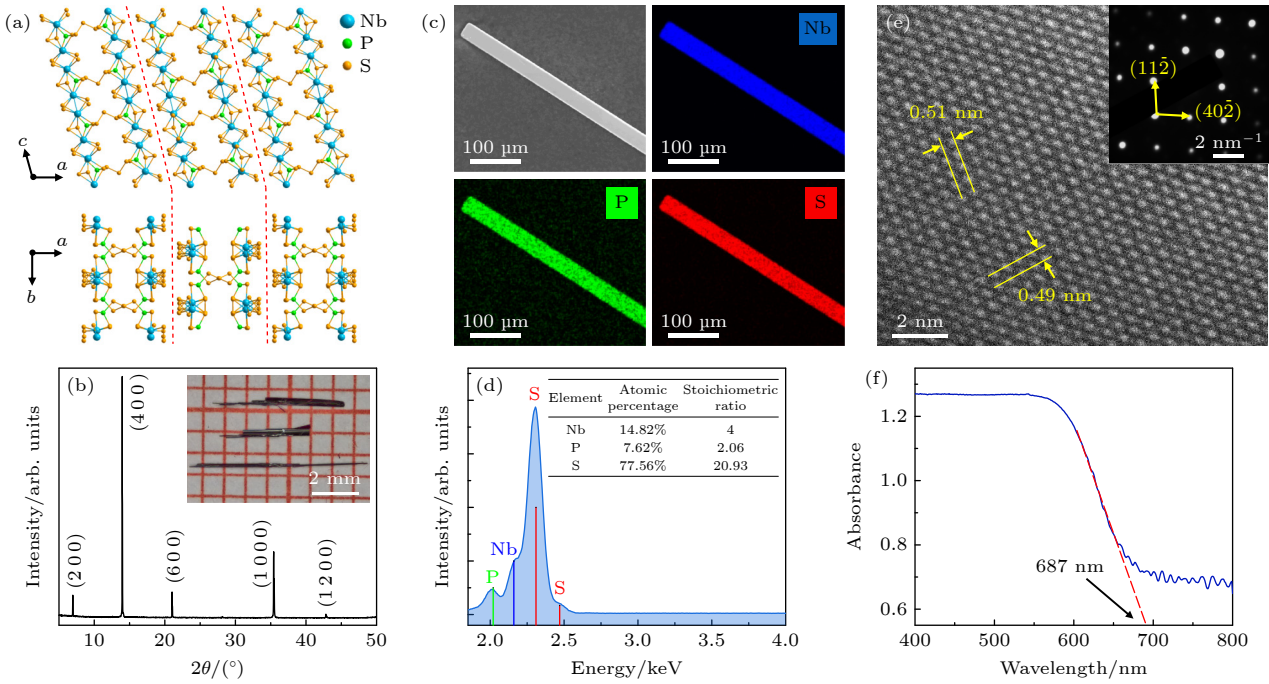 (a)
Nb
P
S
c
a
a
b
(c)
Nb
100 μm
100 μm
P
S
100 μm
100 μm
(e)
(112̄)
(402̄)
2 nm⁻¹
0.51 nm
0.49 nm
2 nm
(b)
Intensity/arb. units
(2 0 0)
(4 0 0)
(6 0 0)
(10 0 0)
(12 0 0)
2 mm
5
10
20
30
40
50
2θ/(°)
(d)
Intensity/arb. units
Element Atomic percentage Stoichiometric ratio
Nb 14.82% 4
P 7.62% 2.06
S 77.56% 20.93
S
Nb
P
S
2.0 2.5 3.0 3.5 4.0
Energy/keV
(f)
Absorbance
1.2
1.0
0.8
0.6
687 nm
400 500 600 700 800
Wavelength/nm